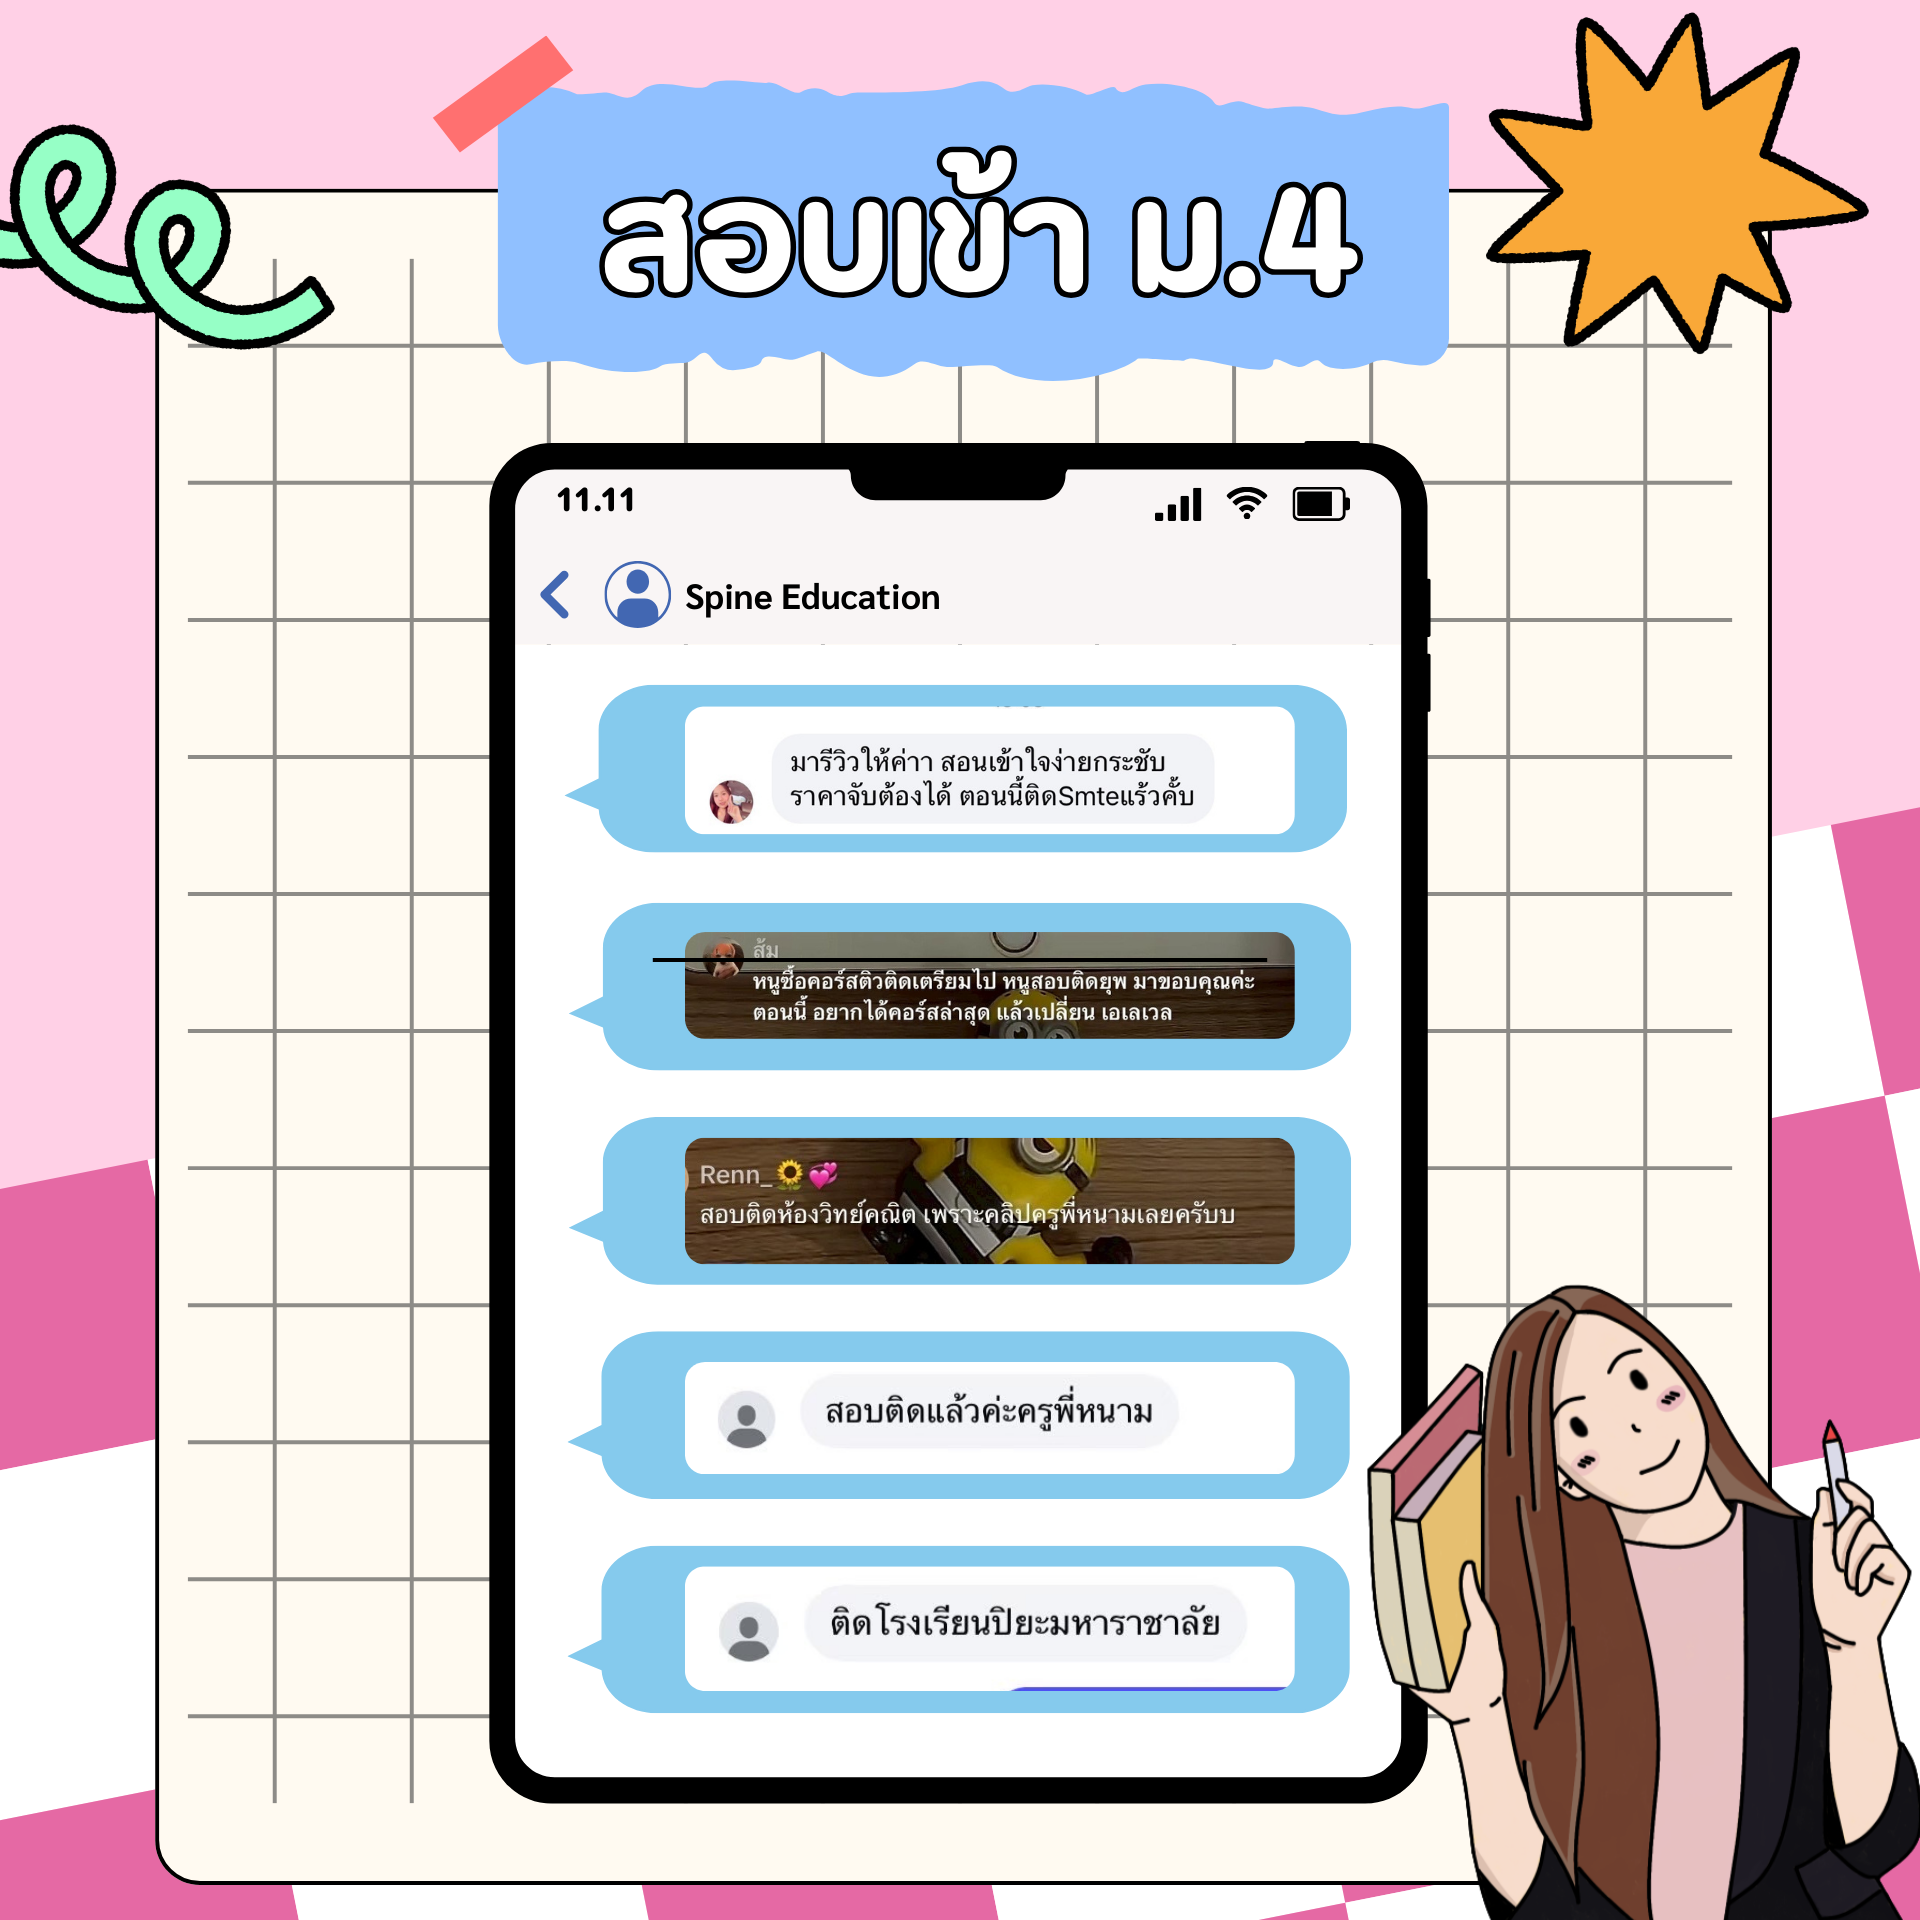 สอบเข้า ม.4
11.11
Spine Education
มารีวิวให้ค่าา สอนเข้าใจง่ายกระชับ
ราคาจับต้องได้ ตอนนี้ติดSmteแร้วคั้บ
ส้ม
หนูซื้อคอร์สติวติดเตรียมไป หนูสอบติดยุพ มาขอบคุณค่ะ
ตอนนี้ อยากได้คอร์สล่าสุด แล้วเปลี่ยน เอเลเวล
Renn_🌻💞
สอบติดห้องวิทย์คณิต เพราะคลิปครูพี่หนามเลยครับบ
สอบติดแล้วค่ะครูพี่หนาม
ติดโรงเรียนปิยะมหาราชาลัย